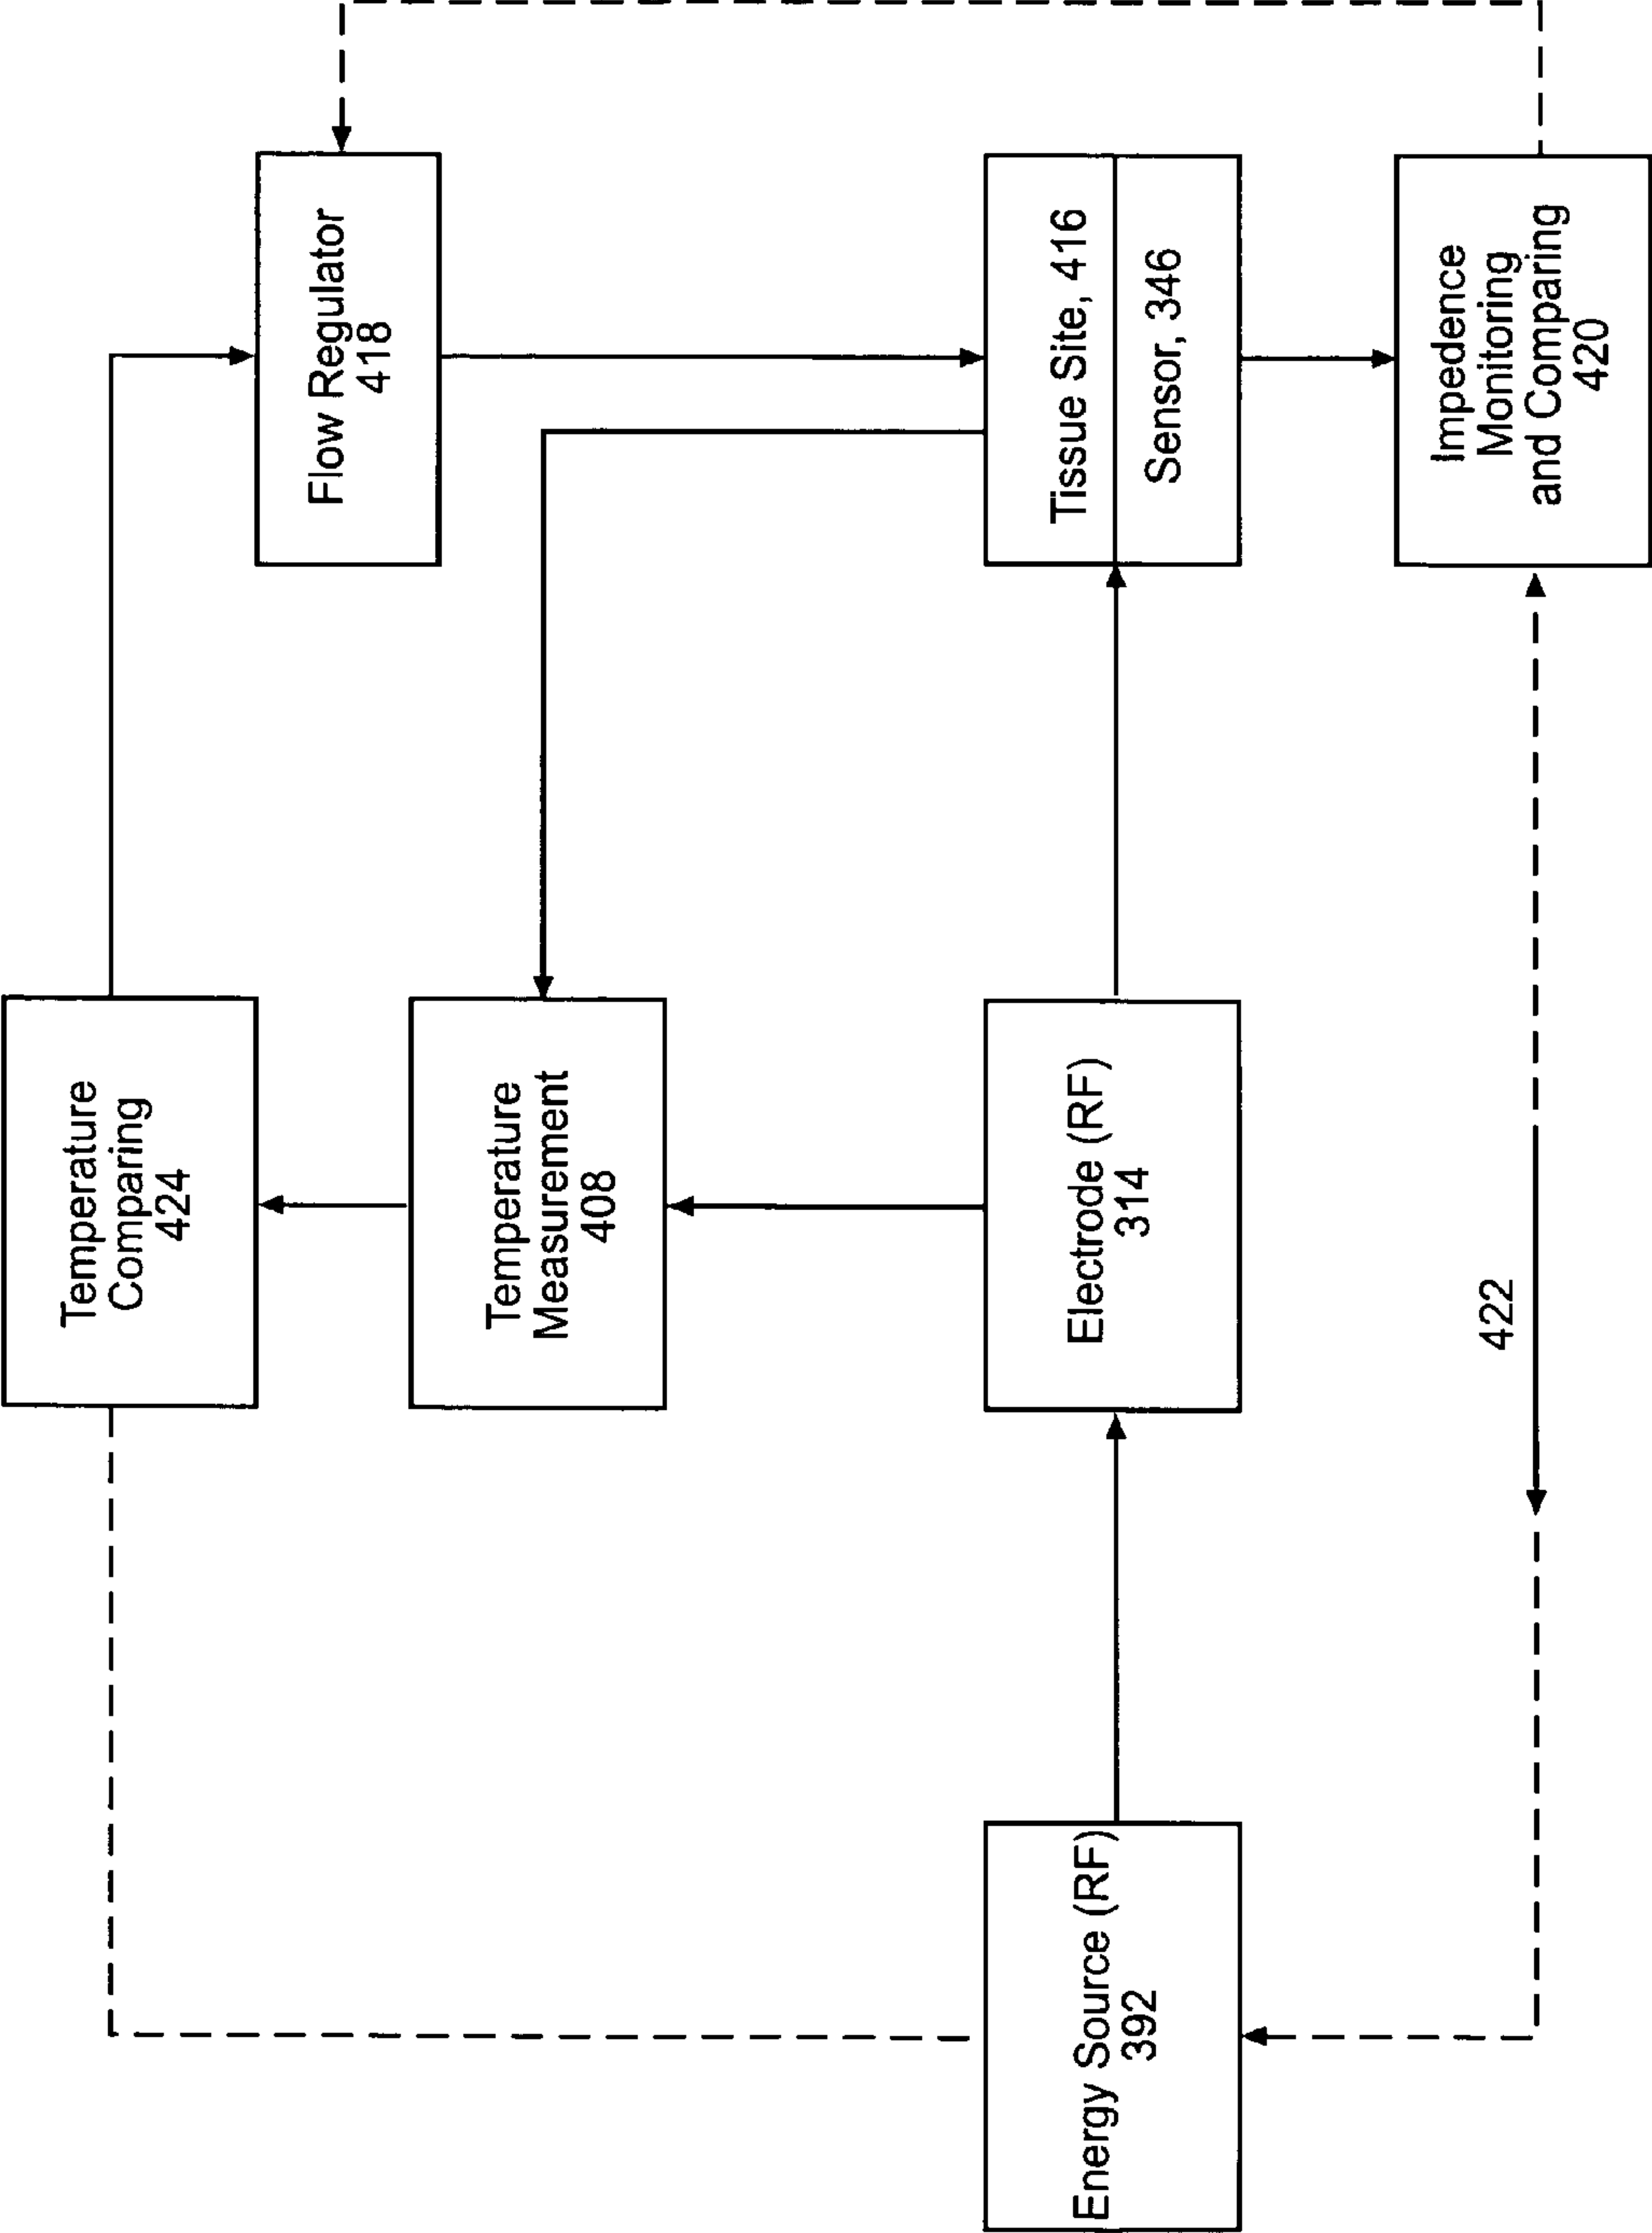 Temperature
Comparing
424
Flow Regulator
418
Temperature
Measurement
408
Energy Source (RF)
392
Electrode (RF)
314
Tissue Site, 416
Sensor, 346
422
Impedence
Monitoring
and Comparing
420